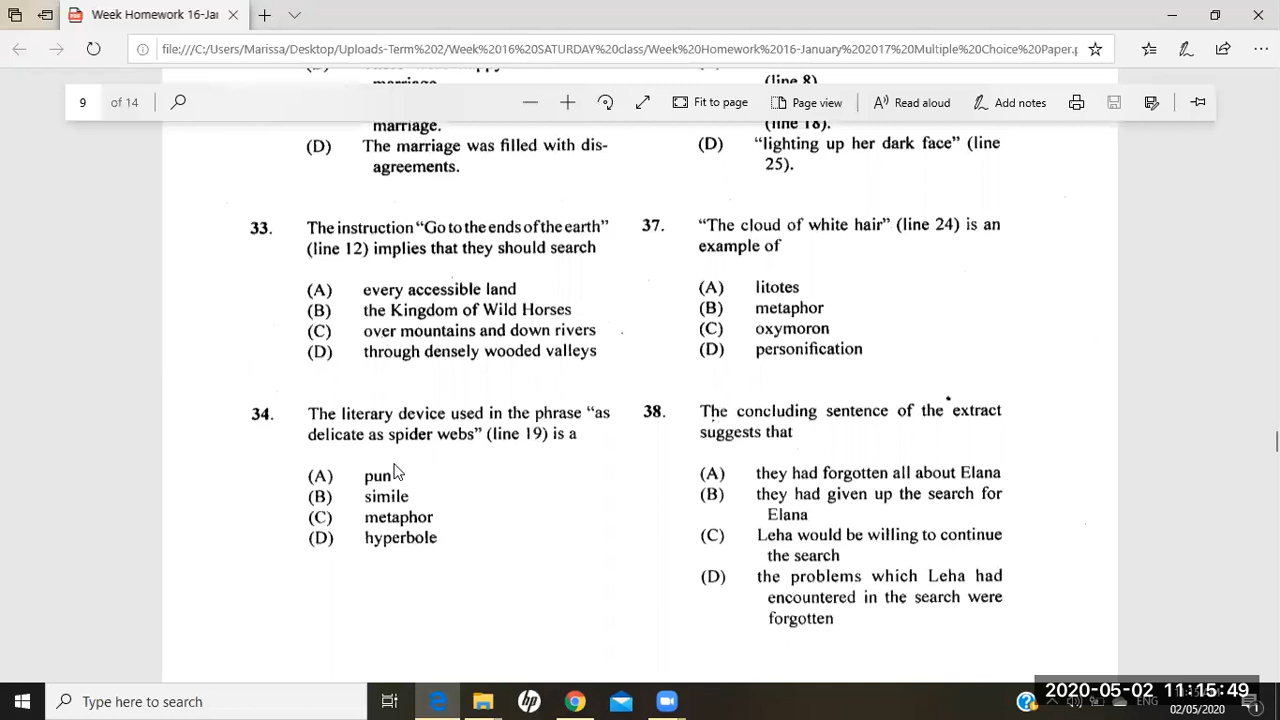 Week Homework 16-Jan
file:///C:/Users/Marissa/Desktop/Uploads-Term%202/Week%2016%20SATURDAY%20class/Week%20Homework%2016-January%202017%20Multiple%20Choice%20Paper.p
9 of 14
Fit to page
Page view
Read aloud
Add notes
marriage.
(D) The marriage was filled with dis-
agreements.
33. The instruction “Go to the ends of the earth”
(line 12) implies that they should search
(A) every accessible land
(B) the Kingdom of Wild Horses
(C) over mountains and down rivers
(D) through densely wooded valleys
34. The literary device used in the phrase “as
delicate as spider webs” (line 19) is a
(A) pun
(B) simile
(C) metaphor
(D) hyperbole
(line 8)
(line 18).
(D) “lighting up her dark face” (line
25).
37. “The cloud of white hair” (line 24) is an
example of
(A) litotes
(B) metaphor
(C) oxymoron
(D) personification
38. The concluding sentence of the extract
suggests that
(A) they had forgotten all about Elana
(B) they had given up the search for
Elana
(C) Leha would be willing to continue
the search
(D) the problems which Leha had
encountered in the search were
forgotten
Type here to search
ENG
2020-05-02 11:15:49
02/05/2020